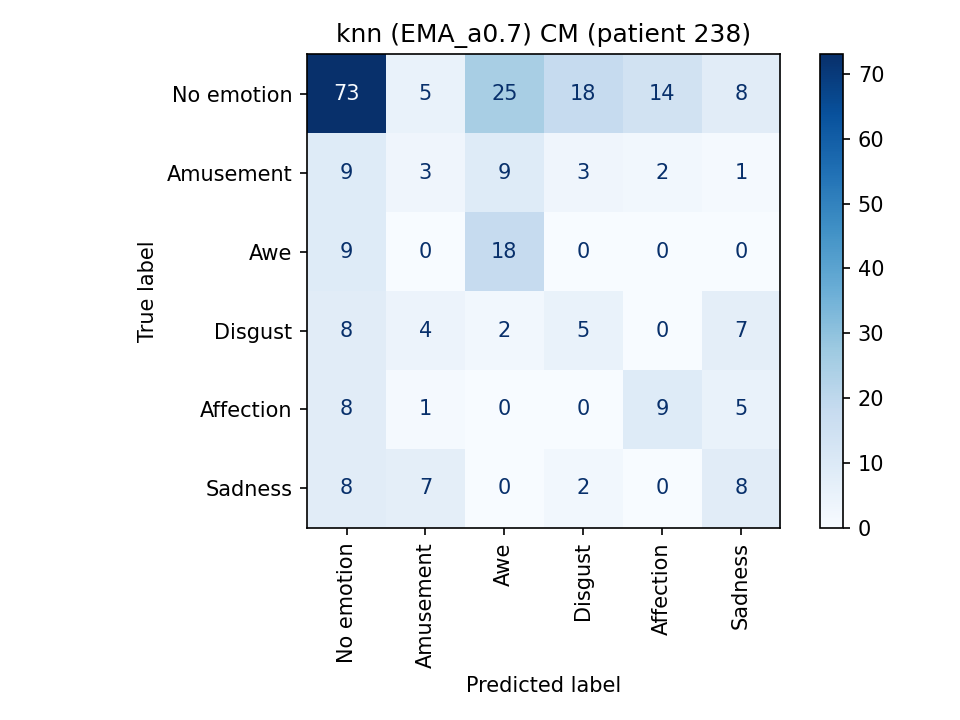 knn (EMA_a0.7) CM (patient 238)
No emotion 73 5 25 18 14 8
Amusement 9 3 9 3 2 1
Awe 9 0 18 0 0 0
Disgust 8 4 2 5 0 7
Affection 8 1 0 0 9 5
Sadness 8 7 0 2 0 8
True label
No emotion
Amusement
Awe
Disgust
Affection
Sadness
Predicted label
70
60
50
40
30
20
10
0